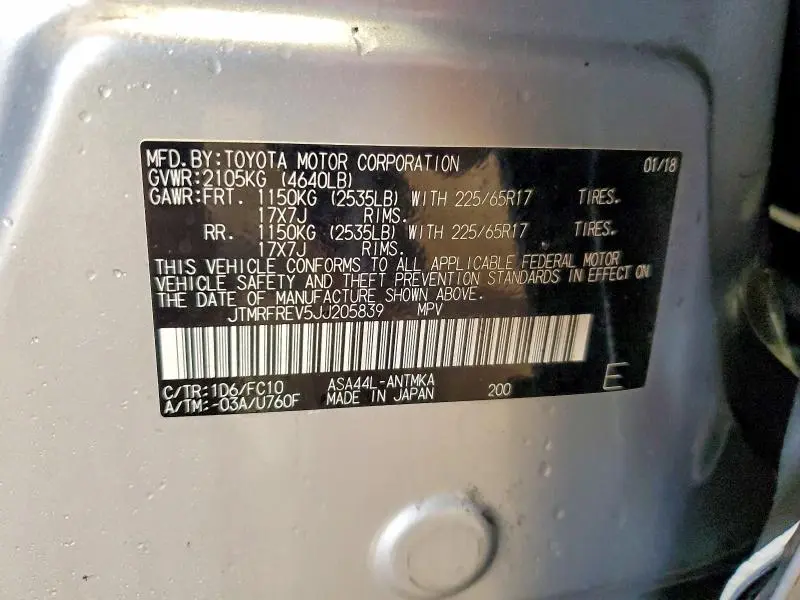 MFD.BY:TOYOTA MOTOR CORPORATION 01/18
GVWR:2105KG (4640LB)
GAWR:FRT. 1150KG (2535LB) WITH 225/65R17 TIRES.
17X7J RIMS.
RR. 1150KG (2535LB) WITH 225/65R17 TIRES.
17X7J RIMS.
THIS VEHICLE CONFORMS TO ALL APPLICABLE FEDERAL MOTOR
VEHICLE SAFETY AND THEFT PREVENTION STANDARDS IN EFFECT ON
THE DATE OF MANUFACTURE SHOWN ABOVE.
JTMRFREV5JJ205839 MPV
C/TR:1D6/FC10 ASA44L-ANTMKA 200 E
A/TM:-03A/U760F MADE IN JAPAN